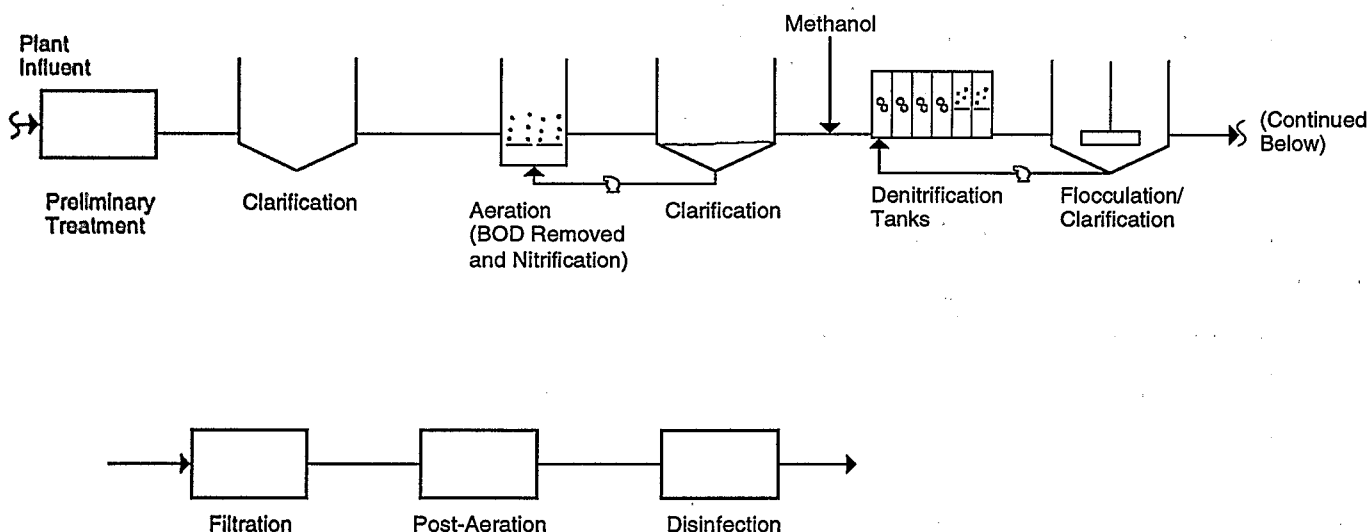 Methanol
Plant
Influent
(Continued
Below)
Preliminary
Treatment
Clarification
Aeration
(BOD Removed
and Nitrification)
Clarification
Denitrification
Tanks
Flocculation/
Clarification
Filtration
Post-Aeration
Disinfection